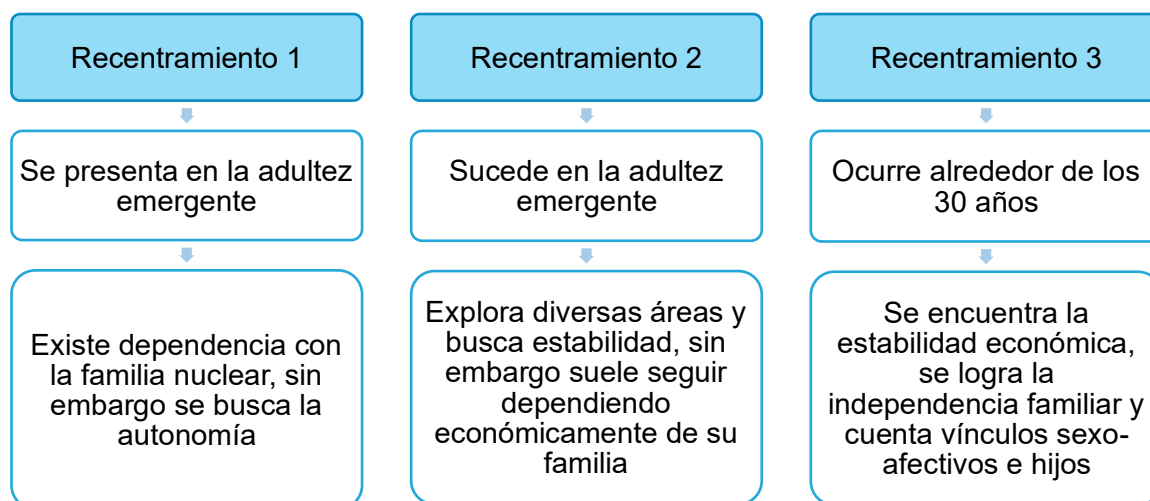 Recentramiento 1
Se presenta en la adultez
emergente
Existe dependencia con
la familia nuclear, sin
embargo se busca la
autonomía
Recentramiento 2
Sucede en la adultez
emergente
Explora diversas áreas y
busca estabilidad, sin
embargo suele seguir
dependiendo
económicamente de su
familia
Recentramiento 3
Ocurre alrededor de los
30 años
Se encuentra la
estabilidad económica,
se logra la
independencia familiar y
cuenta vínculos sexo-
afectivos e hijos